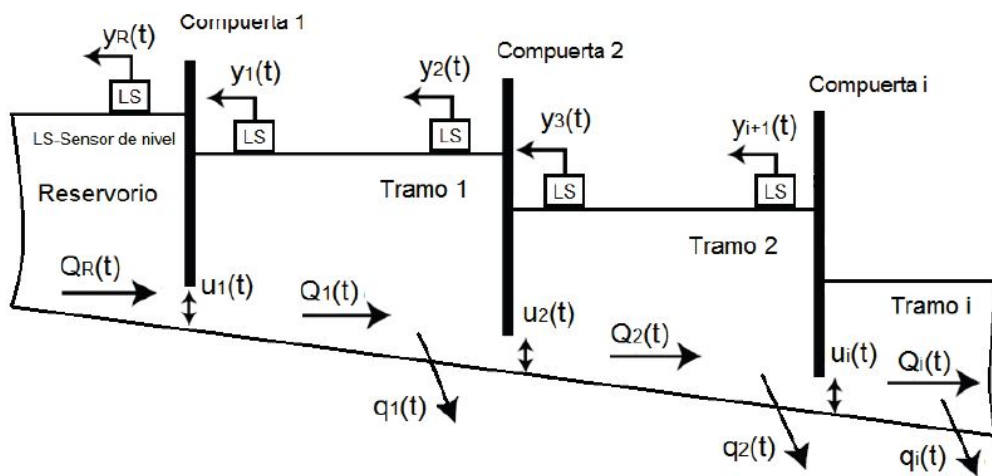 Compuerta 1
yR(t)
LS
LS-Sensor de nivel
Reservorio
QR(t)
u1(t)
y1(t)
LS
y2(t)
LS
Tramo 1
Q1(t)
q1(t)
Compuerta 2
u2(t)
y3(t)
LS
yi+1(t)
LS
Tramo 2
Q2(t)
q2(t)
Compuerta i
ui(t)
Tramo i
Qi(t)
qi(t)